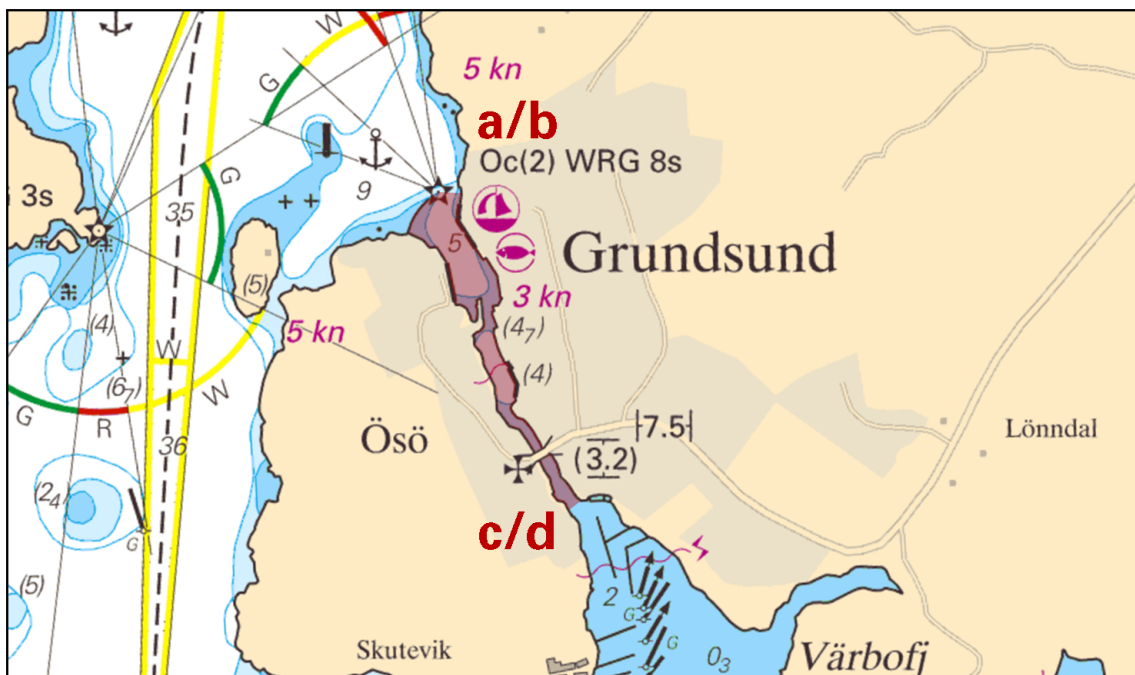 W
5 kn
G
a/b
Oc(2) WRG 8s
9
3s
G
35
5
Grundsund
(5)
3 kn
(4)
5 kn
(4₇)
W
(6₇)
(4)
W
G
R
7.5
Lönndal
Ösö
36
(3.2)
(2₄)
c/d
G
(5)
2
G
G
0₃
Skutevik
Värbofj